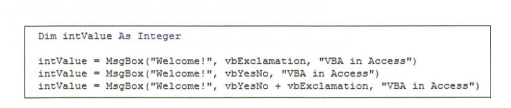 Dim intValue As Integer
intValue = MsgBox("Welcome!", vbExclamation, "VBA in Access")
intValue = MsgBox("Welcome!", vbYesNo, "VBA in Access")
intValue = MsgBox("Welcome!", vbYesNo + vbExclamation, "VBA in Access")